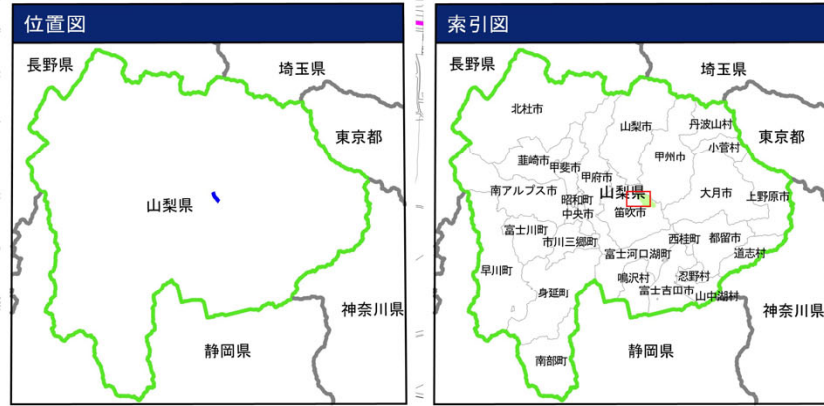 位置図
長野県
埼玉県
東京都
山梨県
神奈川県
静岡県
索引図
長野県
埼玉県
北杜市
丹波山村
山梨市
東京都
小菅村
甲州市
韮崎市
甲斐市
甲府市
南アルプス市
山梨県
大月市
上野原市
昭和町
中央市
笛吹市
富士川町
市川三郷町
西桂町
都留市
富士河口湖町
道志村
早川町
鳴沢村
忍野村
身延町
富士吉田市
山中湖村
神奈川県
静岡県
南部町